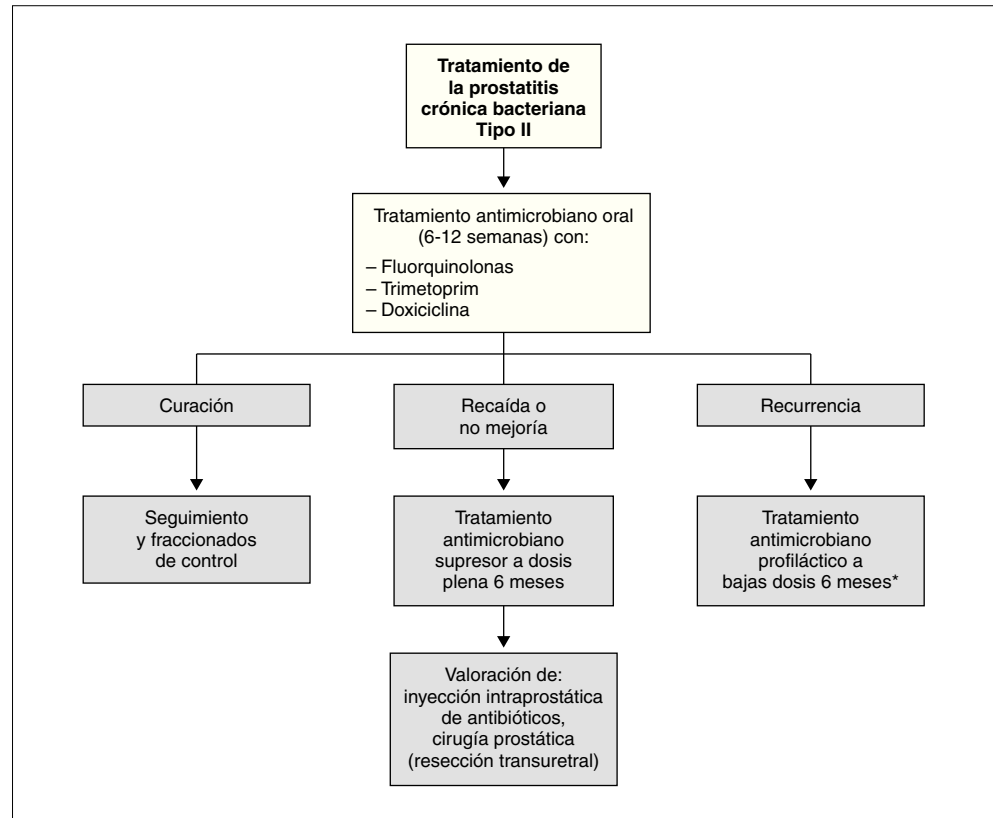 Tratamiento de
la prostatitis
crónica bacteriana
Tipo II
Tratamiento antimicrobiano oral
(6-12 semanas) con:
– Fluorquinolonas
– Trimetoprim
– Doxiciclina
Curación
Recaída o
no mejoría
Recurrencia
Seguimiento
y fraccionados
de control
Tratamiento
antimicrobiano
supresor a dosis
plena 6 meses
Tratamiento
antimicrobiano
profiláctico a
bajas dosis 6 meses*
Valoración de:
inyección intraprostática
de antibióticos,
cirugía prostática
(resección transuretral)